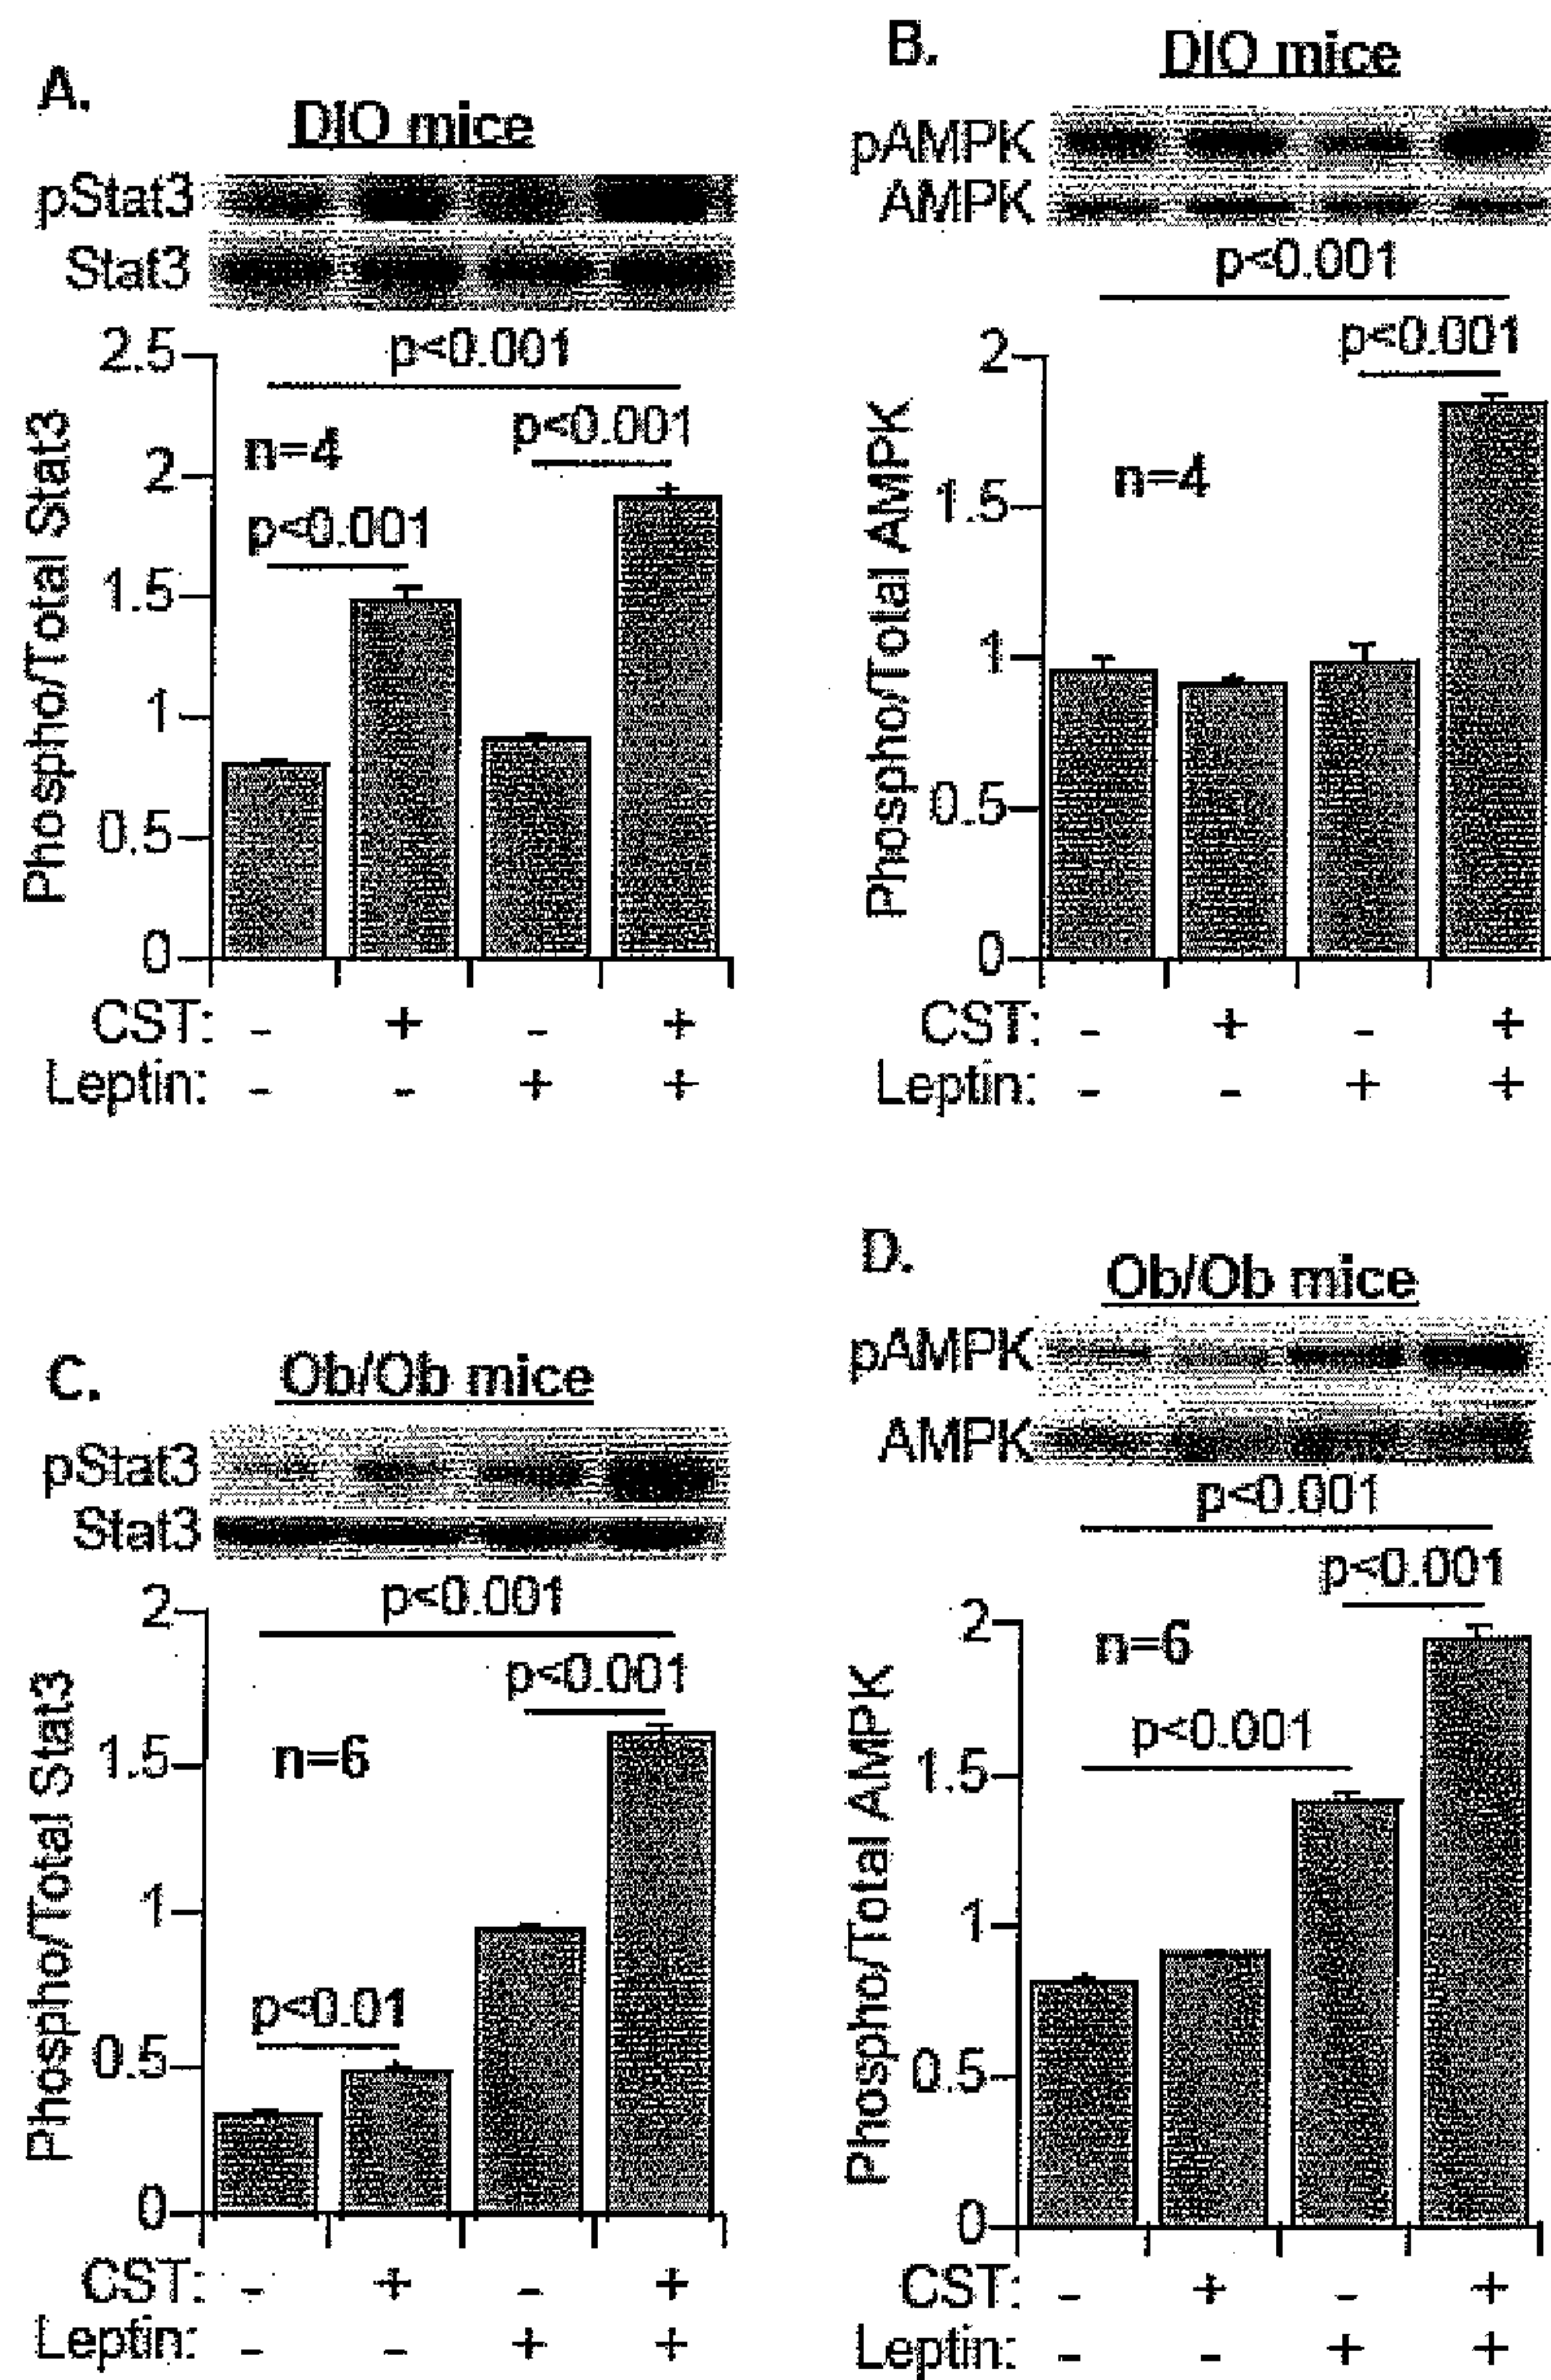 A.
DIO mice
pStat3
Stat3
Phospho/Total Stat3
2.5
2
1.5
1
0.5
0
p<0.001
n=4
p<0.001
p<0.001
CST: - + - +
Leptin: - - + +
B.
DIO mice
pAMPK
AMPK
p<0.001
p<0.001
Phospho/Total AMPK
2
1.5
1
0.5
0
n=4
CST: - + - +
Leptin: - - + +
C.
Ob/Ob mice
pStat3
Stat3
p<0.001
p<0.001
Phospho/Total Stat3
2
1.5
1
0.5
0
n=6
p<0.01
CST: - + - +
Leptin: - - + +
D.
Ob/Ob mice
pAMPK
AMPK
p<0.001
p<0.001
Phospho/Total AMPK
2
1.5
1
0.5
0
n=6
p<0.001
CST: - + - +
Leptin: - - + +